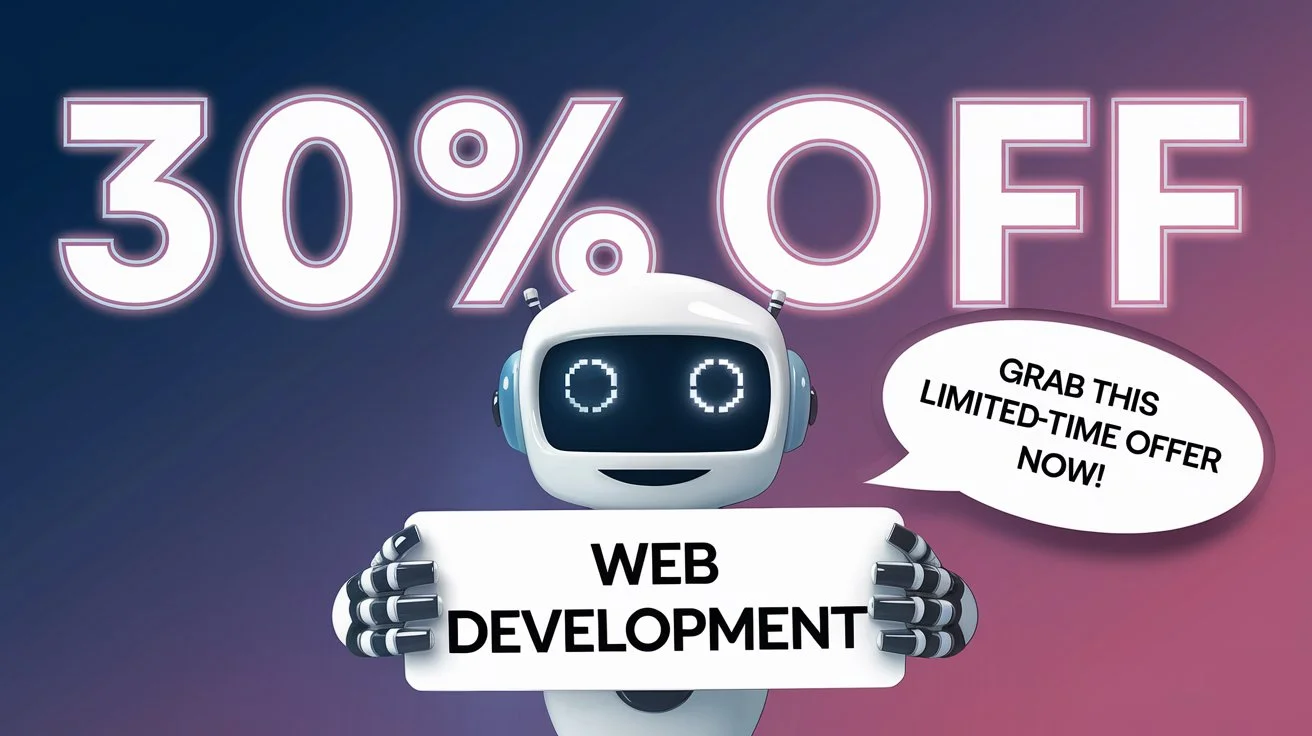 30% OFF
GRAB THIS
LIMITED-TIME OFFER
NOW!
WEB
DEVELOPMENT